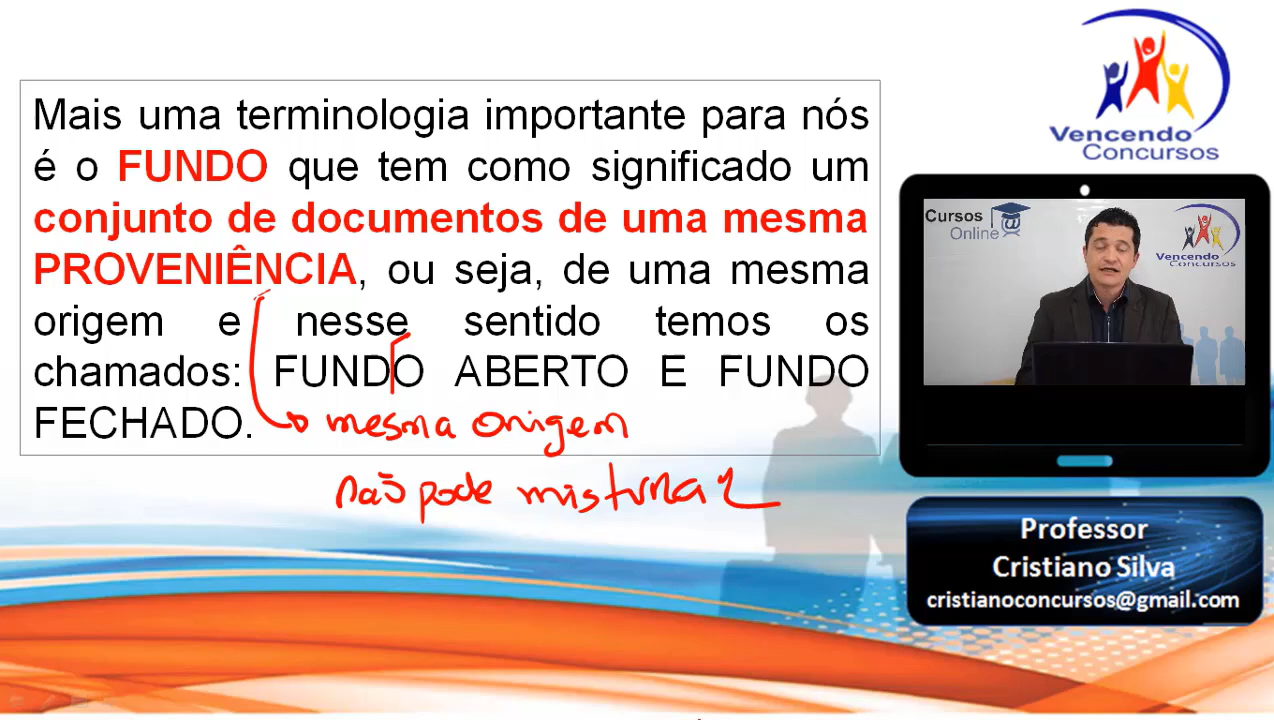 Mais uma terminologia importante para nós
é o FUNDO que tem como significado um
conjunto de documentos de uma mesma
PROVENIÊNCIA, ou seja, de uma mesma
origem e nesse sentido temos os
chamados: FUNDO ABERTO E FUNDO
FECHADO.
mesma origem
não pode misturar
Vencendo
Concursos
Cursos
Online
Vencendo
Concursos
Professor
Cristiano Silva
cristianoconcursos@gmail.com